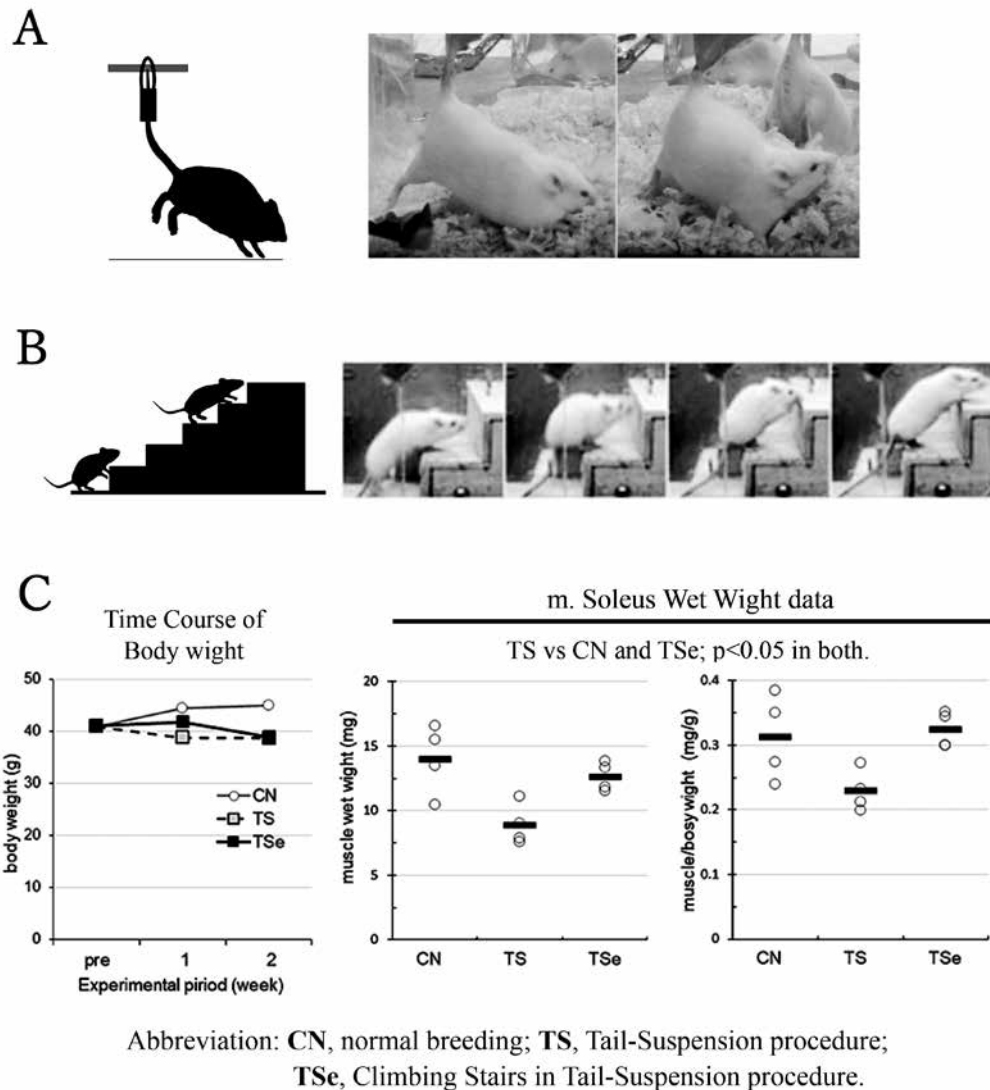 A
B
C
Time Course of
Body wight
body weight (g)
50
40
30
20
10
0
CN
TS
TSe
pre
1
2
Experimental piriod (week)
m. Soleus Wet Wight data
TS vs CN and TSe; p<0.05 in both.
muscle wet wight (mg)
20
15
10
5
0
CN
TS
TSe
muscle/bosy wight (mg/g)
0.4
0.3
0.2
0.1
0.0
CN
TS
TSe
Abbreviation: CN, normal breeding; TS, Tail-Suspension procedure;
TSe, Climbing Stairs in Tail-Suspension procedure.